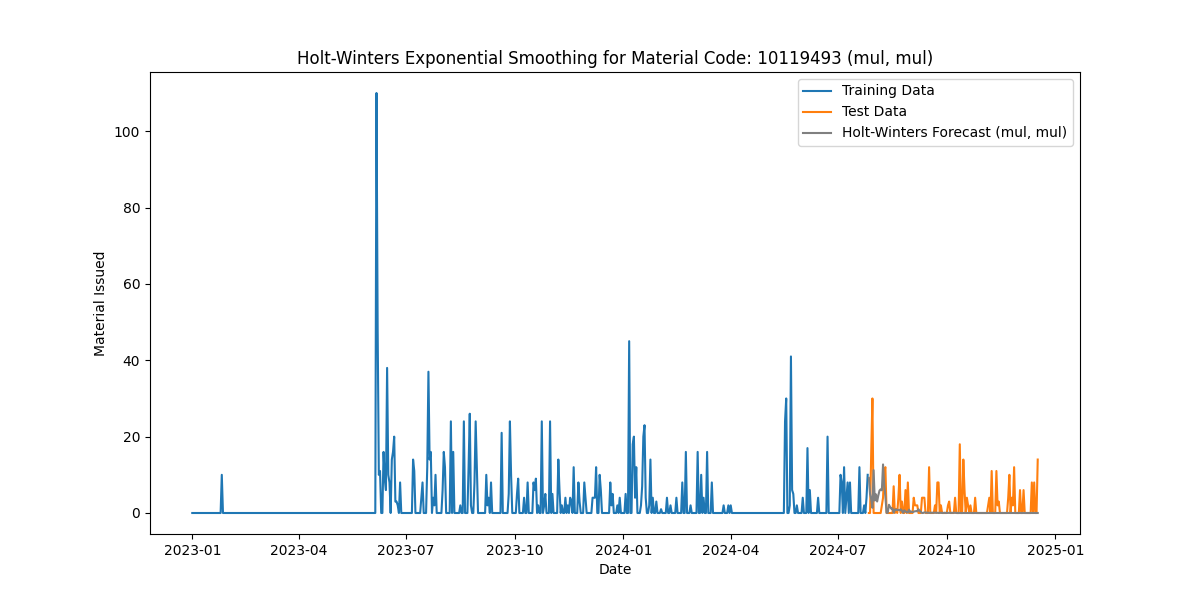 Holt-Winters Exponential Smoothing for Material Code: 10119493 (mul, mul)
Training Data
Test Data
Holt-Winters Forecast (mul, mul)
Material Issued
100
80
60
40
20
0
2023-01 2023-04 2023-07 2023-10 2024-01 2024-04 2024-07 2024-10 2025-01
Date